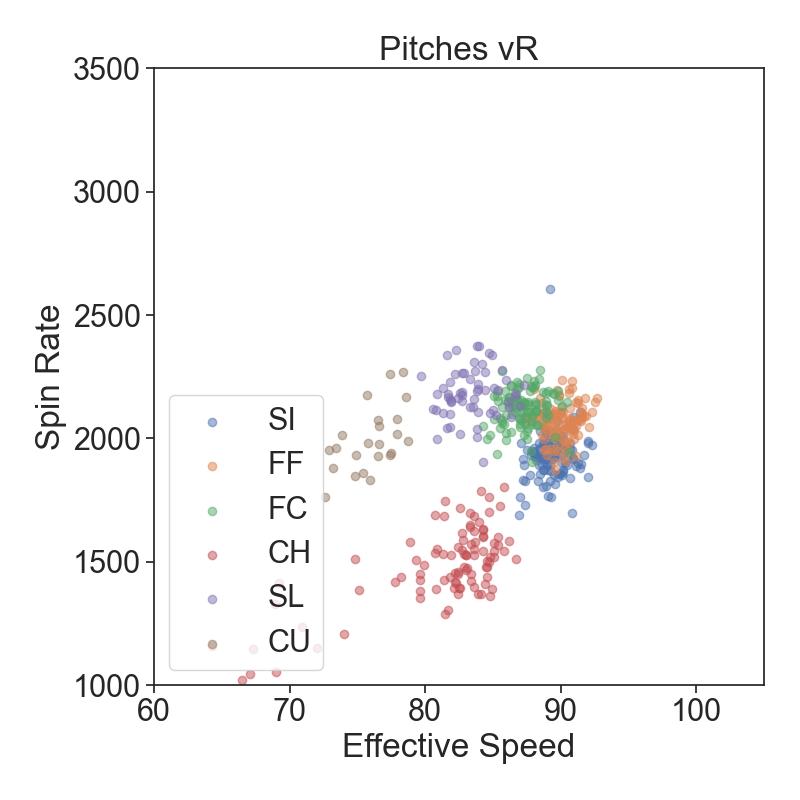 Pitches vR
3500
3000
2500
2000
1500
1000
Spin Rate
SI
FF
FC
CH
SL
CU
60 70 80 90 100
Effective Speed